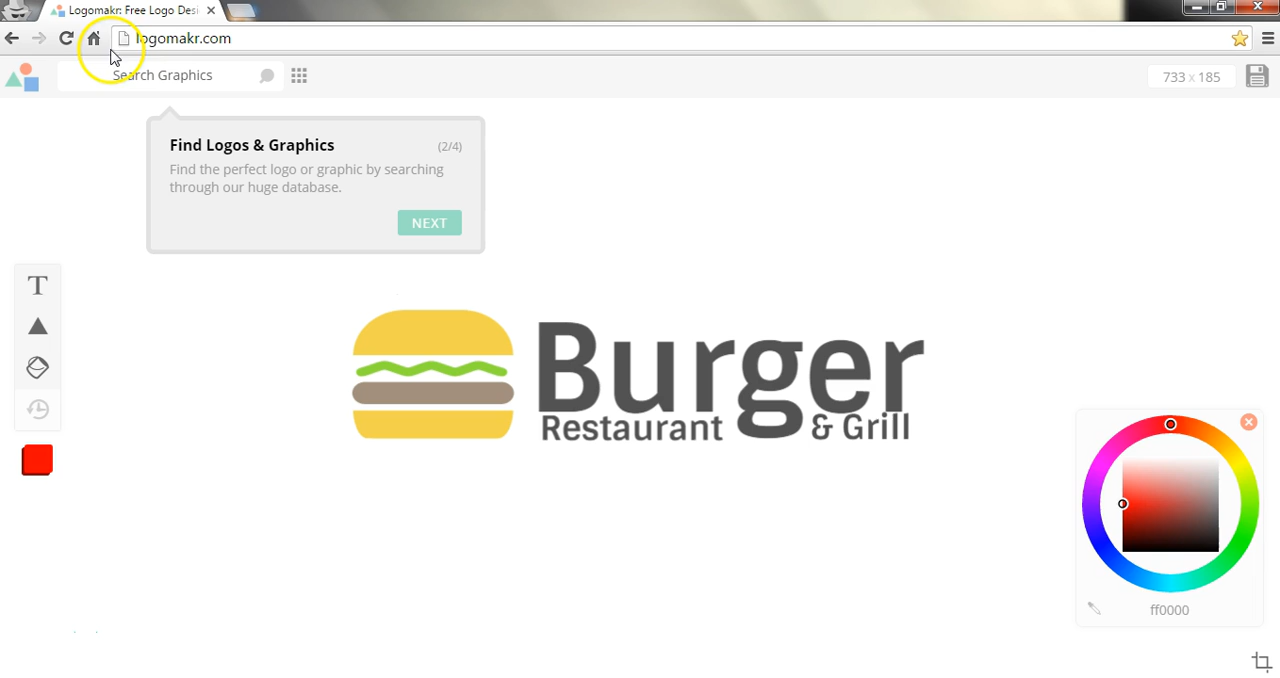 Logomakr: Free Logo Desi
logomakr.com
Search Graphics
733 x 185
Find Logos & Graphics
(2/4)
Find the perfect logo or graphic by searching
through our huge database.
NEXT
T
Burger
Restaurant & Grill
ff0000